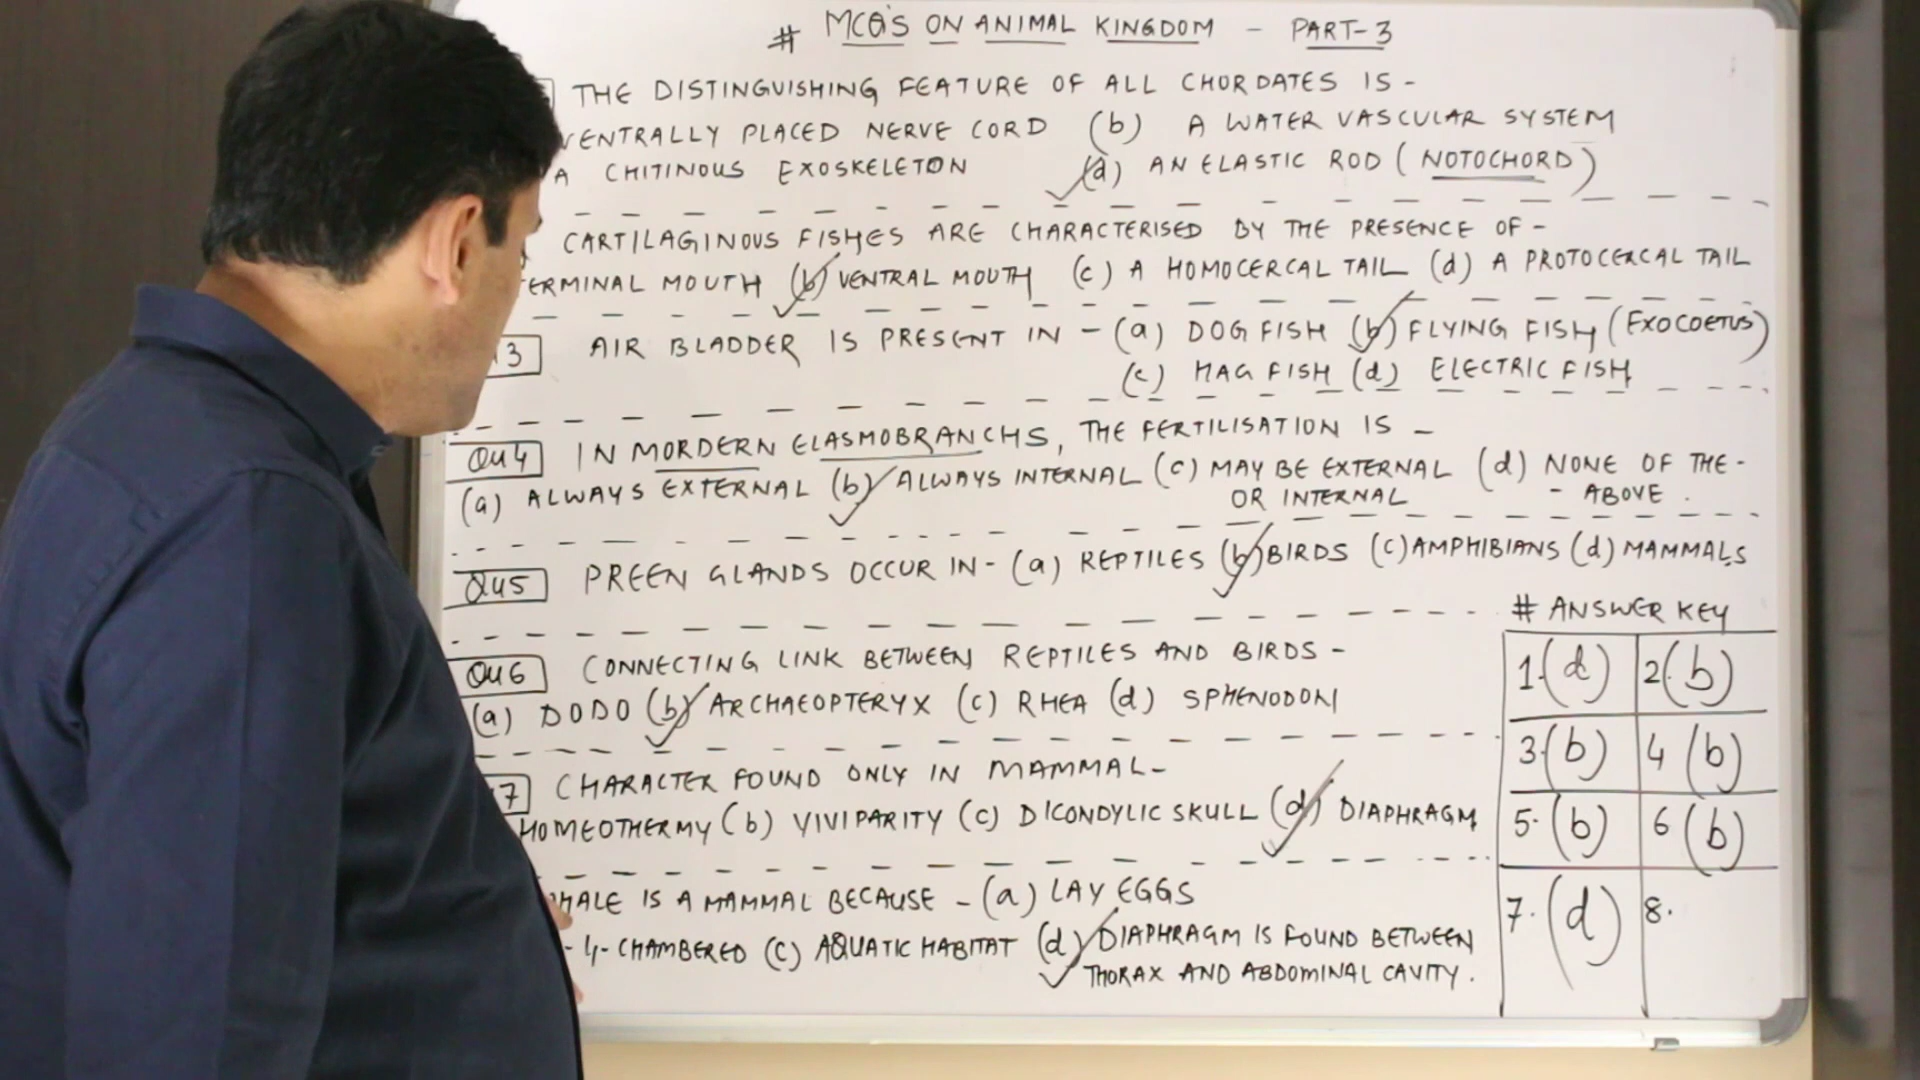 # MCQ'S ON ANIMAL KINGDOM - PART-3
THE DISTINGUISHING FEATURE OF ALL CHORDATES IS -
VENTRALLY PLACED NERVE CORD (b) A WATER VASCULAR SYSTEM
A CHITINOUS EXOSKELETON (d) AN ELASTIC ROD (NOTOCHORD)
CARTILAGINOUS FISHES ARE CHARACTERISED BY THE PRESENCE OF -
ERMINAL MOUTH (b) VENTRAL MOUTH (c) A HOMOCERCAL TAIL (d) A PROTOCERCAL TAIL
3 AIR BLADDER IS PRESENT IN - (a) DOG FISH (b) FLYING FISH (EXOCOETUS)
(c) HAG FISH (d) ELECTRIC FISH
Qu4 IN MORDERN ELASMOBRANCHS, THE FERTILISATION IS -
(a) ALWAYS EXTERNAL (b) ALWAYS INTERNAL (c) MAY BE EXTERNAL (d) NONE OF THE -
OR INTERNAL - ABOVE.
Qu5 PREEN GLANDS OCCUR IN - (a) REPTILES (b) BIRDS (c) AMPHIBIANS (d) MAMMALS
Qu6 CONNECTING LINK BETWEEN REPTILES AND BIRDS -
(a) DODO (b) ARCHAEOPTERYX (c) RHEA (d) SPHENODON
7 CHARACTER FOUND ONLY IN MAMMAL -
HOMEOTHERMY (b) VIVIPARITY (c) DICONDYLIC SKULL (d) DIAPHRAGM
HALE IS A MAMMAL BECAUSE - (a) LAY EGGS
- 4-CHAMBERED (c) AQUATIC HABITAT (d) DIAPHRAGM IS FOUND BETWEEN
THORAX AND ABDOMINAL CAVITY.
# ANSWER KEY
1. (d) 2. (b)
3. (b) 4 (b)
5. (b) 6 (b)
7. (d) 8.